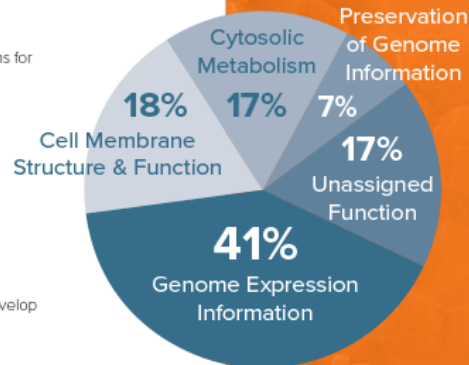 ns for
Preservation
of Genome
Information
7%
Cytosolic
Metabolism
17%
18%
Cell Membrane
Structure & Function
17%
Unassigned
Function
41%
Genome Expression
Information
velop